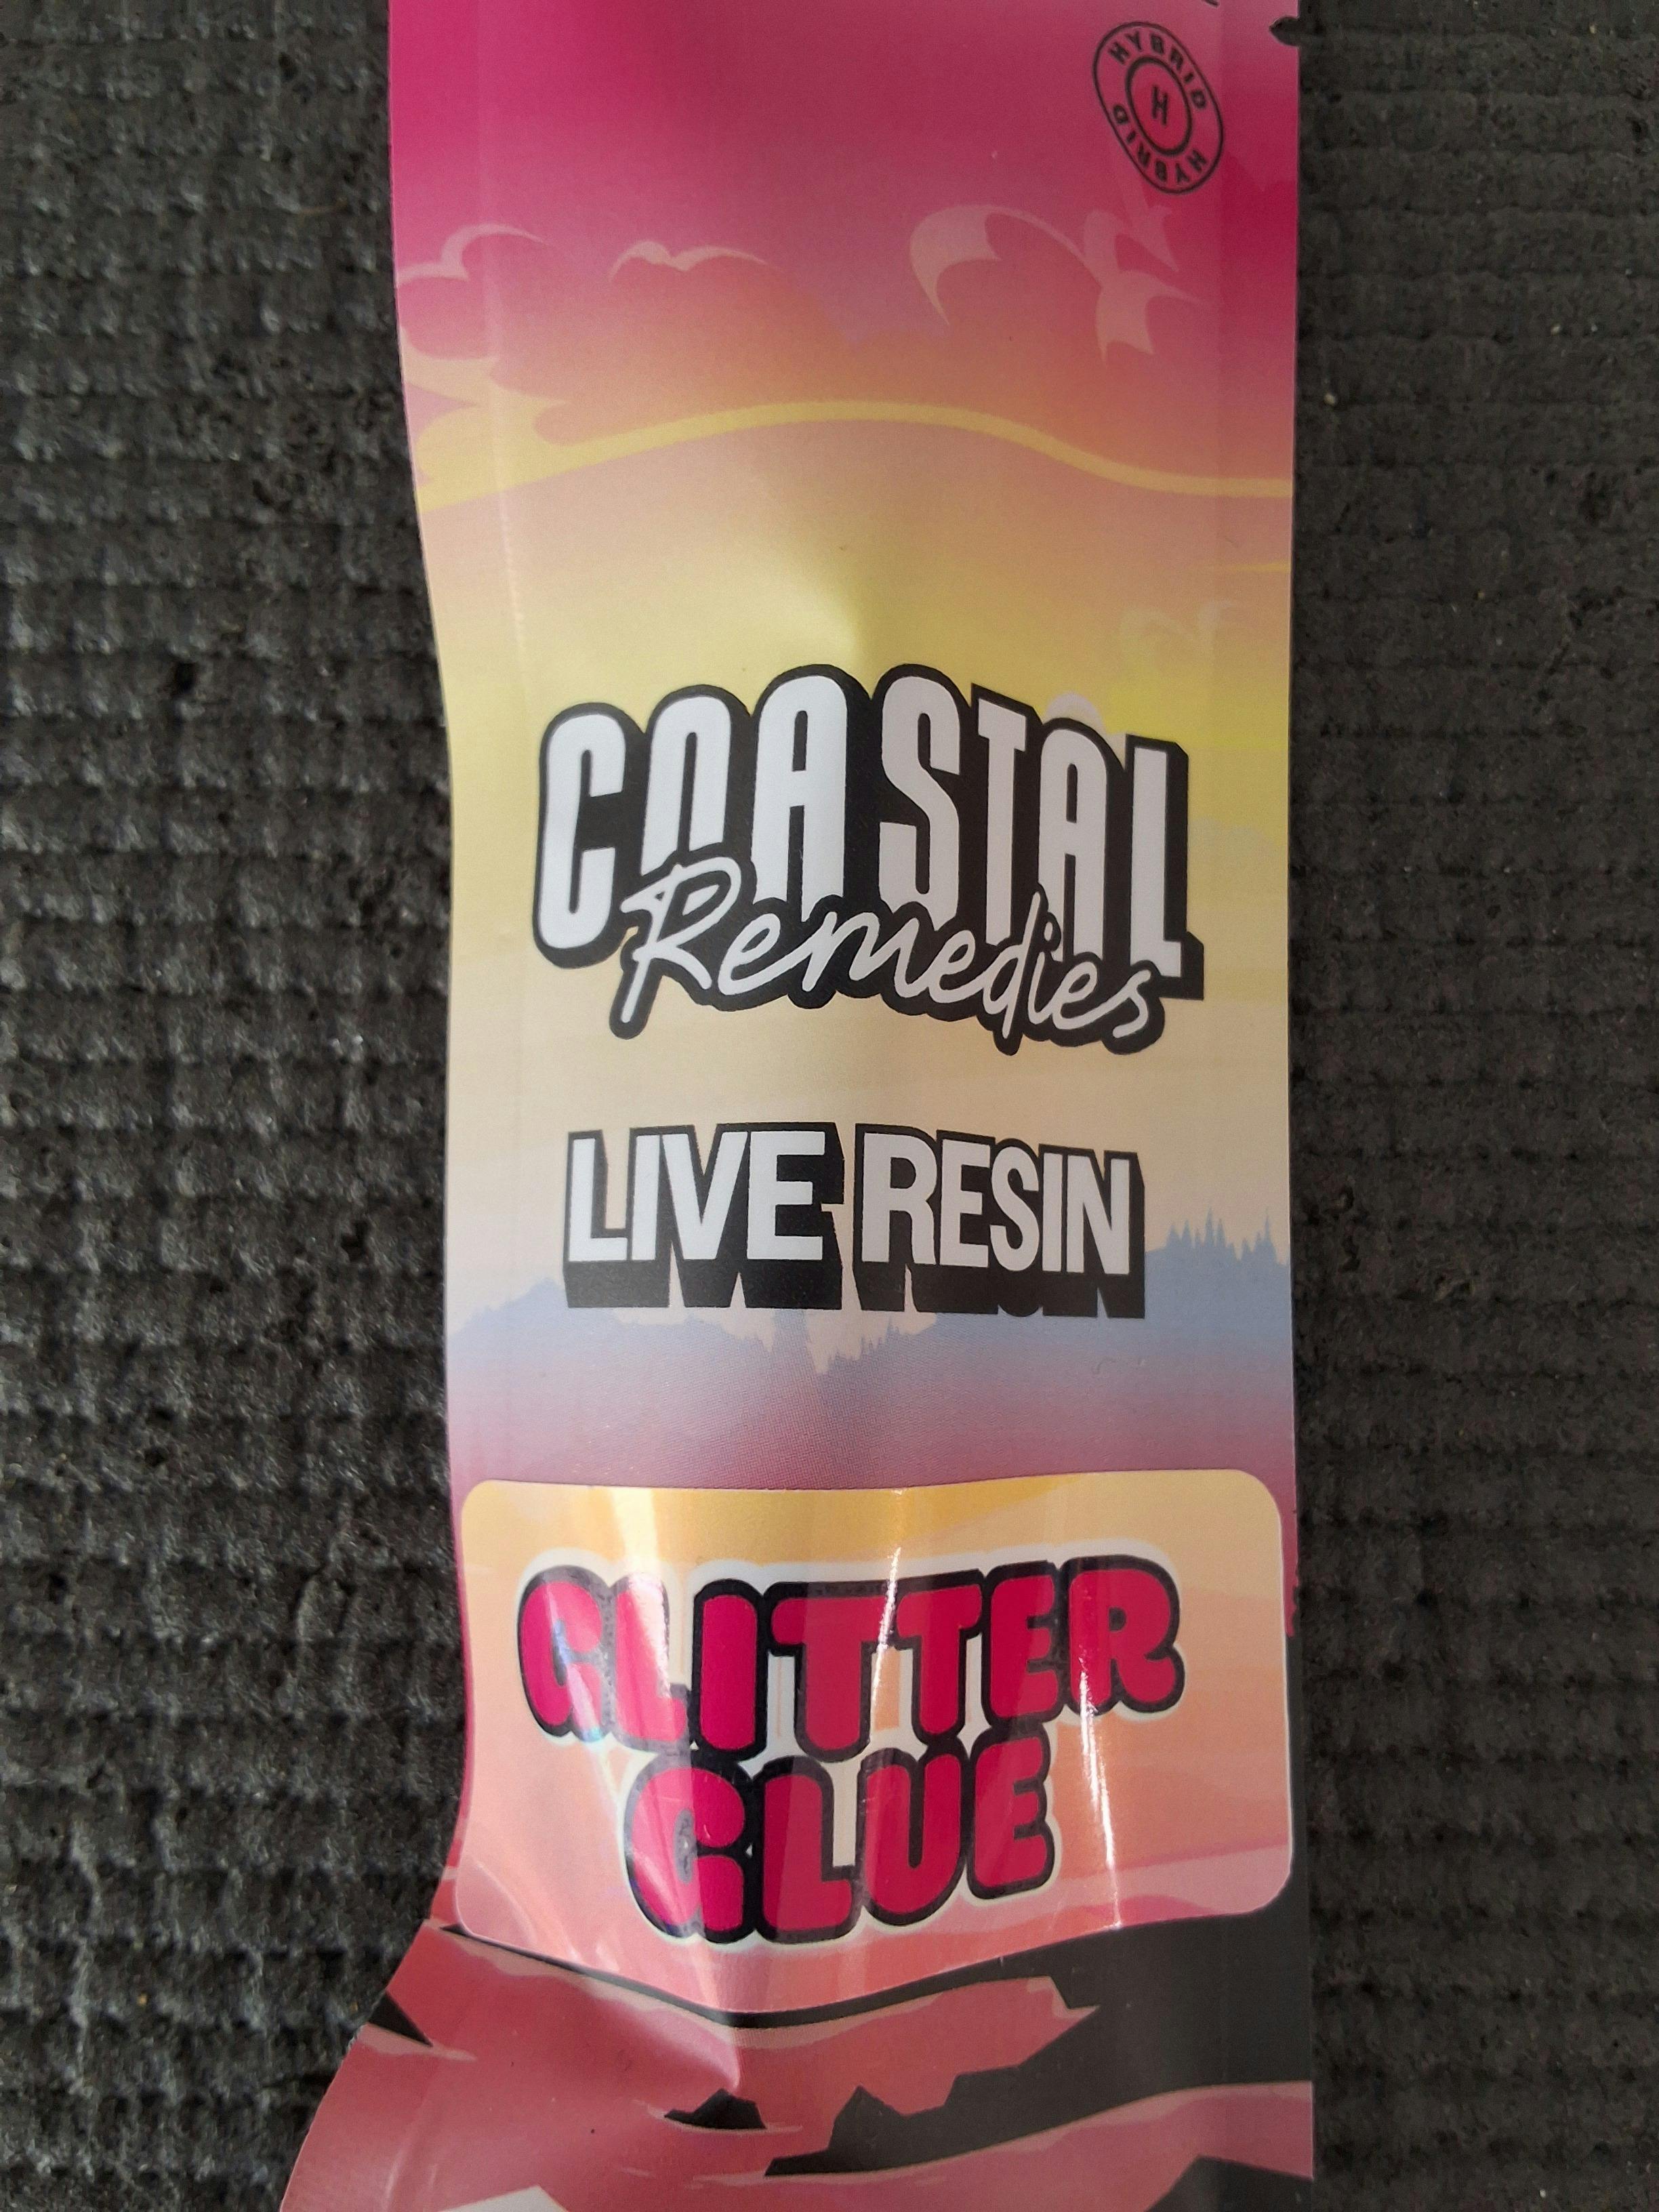 HYBRID
H
HYBRID
COASTAL
Remedies
LIVE RESIN
GLITTER
GLUE